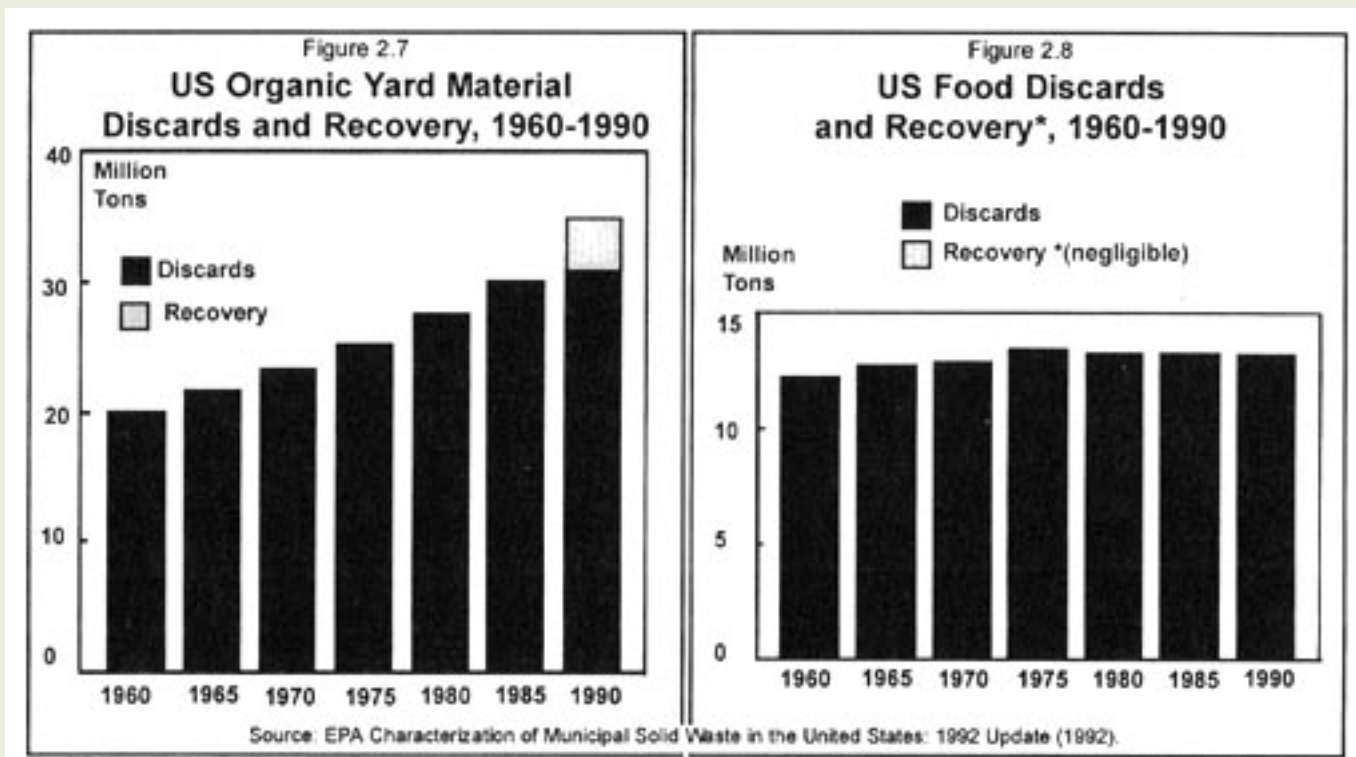 Figure 2.7
US Organic Yard Material
Discards and Recovery, 1960-1990
40
Million
Tons
Discards
30
Recovery
20
10
0
1960 1965 1970 1975 1980 1985 1990
Figure 2.8
US Food Discards
and Recovery*, 1960-1990
Discards
Recovery *(negligible)
Million
Tons
15
10
5
0
1960 1965 1970 1975 1980 1985 1990
Source: EPA Characterization of Municipal Solid Waste in the United States: 1992 Update (1992).